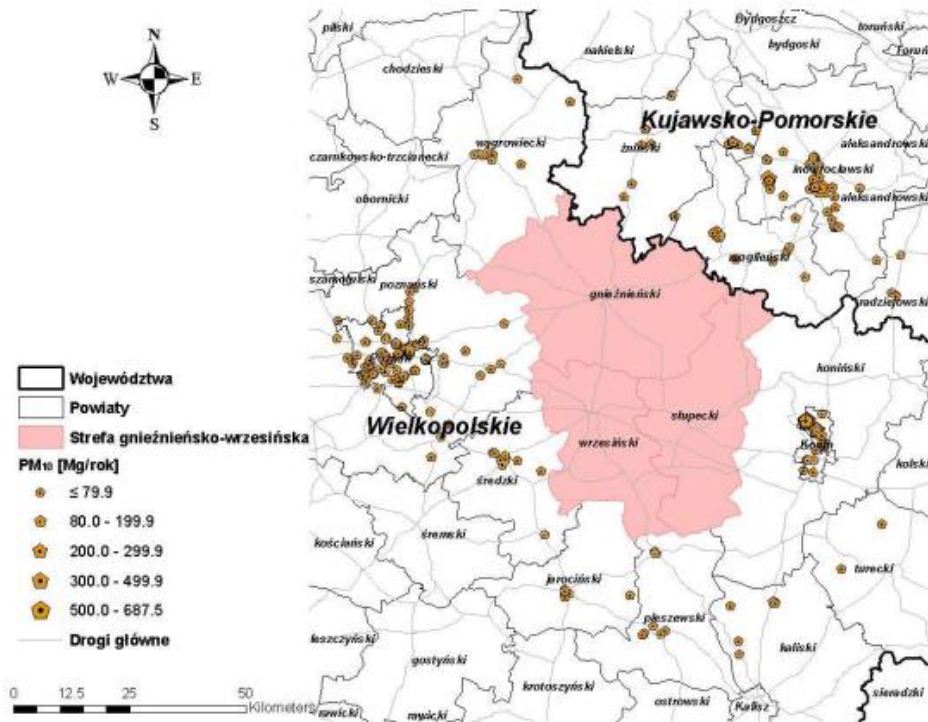 N
W E
S
pilski
chodzieski
nakielski
Bydgoszcz
bydgoski
toruński
Toruń
Kujawsko-Pomorskie
czarnkowsko-trzcianecki
wągrowiecki
żniński
aleksandrowski
inowrocławski
aleksandrowski
obornicki
mogileński
szamotulski
poznański
gnieźnieński
radziejowski
koniński
Województwa
Powiaty
Strefa gnieźnieńsko-wrzesińska
Wielkopolskie
słupecki
wrzesiński
Konin
kolski
PM10 [Mg/rok]
≤ 79.9
80.0 - 199.9
200.0 - 299.9
300.0 - 499.9
500.0 - 687.5
Drogi główne
średzki
kościański
śremski
jarociński
turecki
pleszewski
kaliski
leszczyński
gostyński
krotoszyński
ostrowski
Kalisz
sieradzki
rawicki
0 12.5 25 50
Kilometers